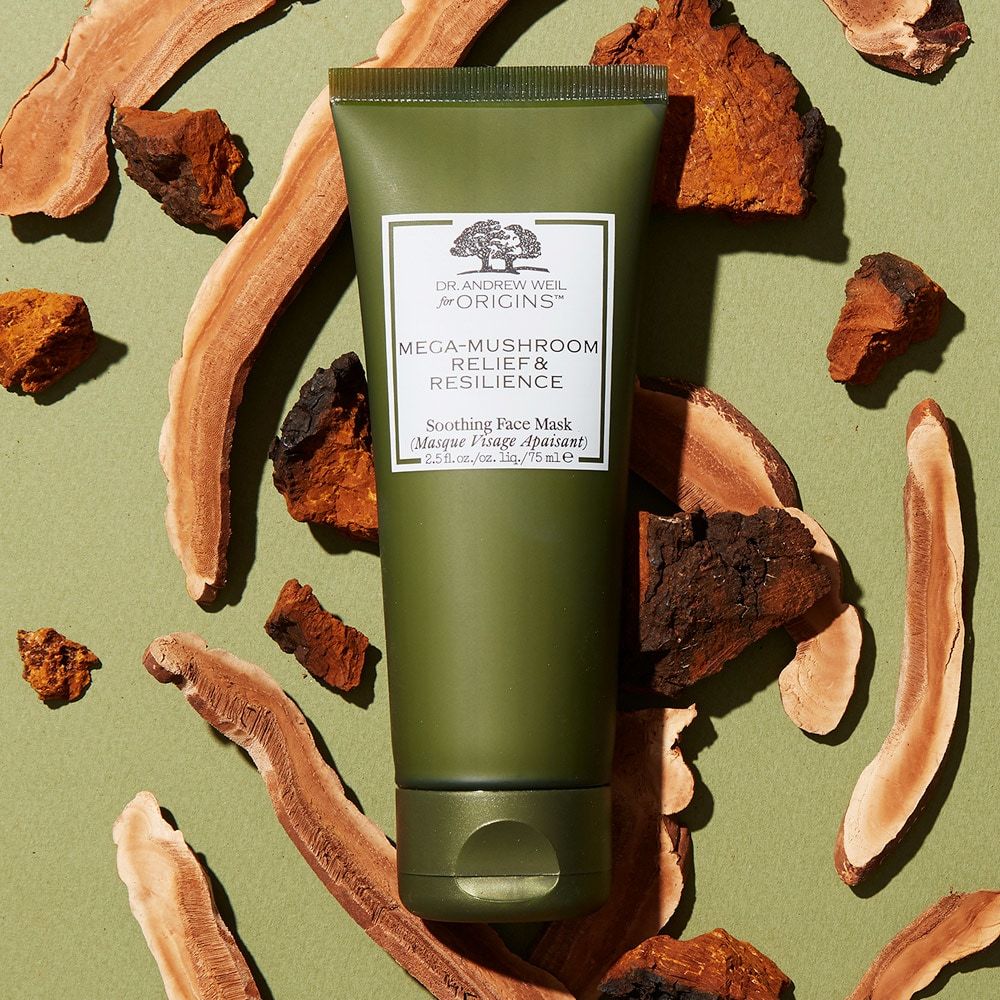 DR. ANDREW WEIL
for ORIGINS™
MEGA-MUSHROOM
RELIEF &
RESILIENCE
Soothing Face Mask
(Masque Visage Apaisant)
2.5 fl. oz./oz. liq./75 ml ℮